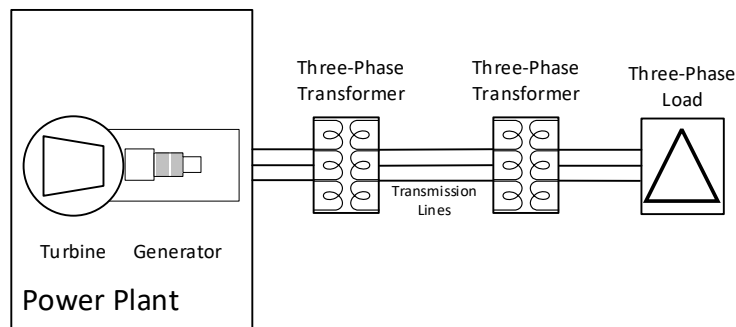 Three-Phase
Transformer
Three-Phase
Transformer
Three-Phase
Load
Transmission
Lines
Turbine
Generator
Power Plant